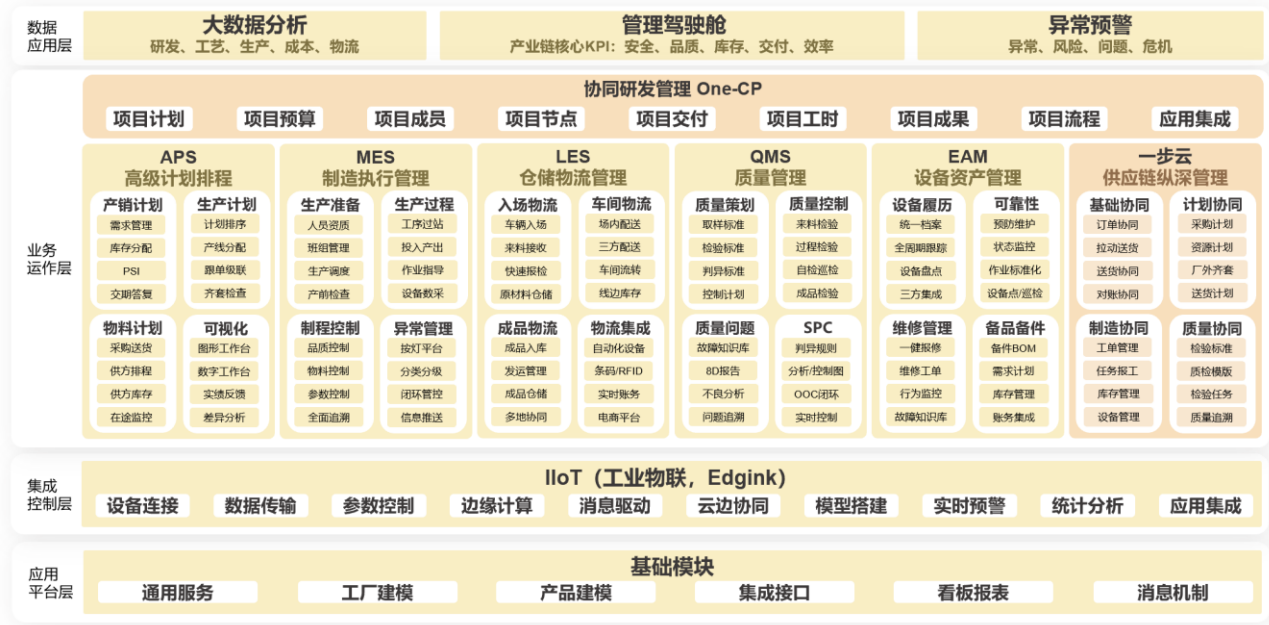 数据
应用层
大数据分析
研发、工艺、生产、成本、物流
管理驾驶舱
产业链核心KPI：安全、品质、库存、交付、效率
异常预警
异常、风险、问题、危机
业务
运作层
协同研发管理 One-CP
项目计划
项目预算
项目成员
项目节点
项目交付
项目工时
项目成果
项目流程
应用集成
APS
高级计划排程
产销计划
需求管理
库存分配
PSI
交期答复
生产计划
计划排序
产线分配
跟单级联
齐套检查
物料计划
采购送货
供方排程
供方库存
在途监控
可视化
图形工作台
数字工作台
实绩反馈
差异分析
MES
制造执行管理
生产准备
人员资质
班组管理
生产调度
产前检查
生产过程
工序过站
投入产出
作业指导
设备数采
制程控制
品质控制
物料控制
参数控制
全面追溯
异常管理
按灯平台
分类分级
闭环管控
信息推送
LES
仓储物流管理
入场物流
车辆入场
来料接收
快速报检
原材料仓储
车间物流
场内配送
三方配送
车间流转
线边库存
成品物流
成品入库
发运管理
成品仓储
多地协同
物流集成
自动化设备
条码/RFID
实时账务
电商平台
QMS
质量管理
质量策划
取样标准
检验标准
判异标准
控制计划
质量控制
来料检验
过程检验
自检巡检
成品检验
质量问题
故障知识库
8D报告
不良分析
问题追溯
SPC
判异规则
分析/控制图
OOC闭环
实时控制
EAM
设备资产管理
设备履历
统一档案
全周期跟踪
设备盘点
三方集成
可靠性
预防维护
状态监控
作业标准化
设备点/巡检
维修管理
一健报修
维修工单
行为监控
故障知识库
备品备件
备件BOM
需求计划
库存管理
账务集成
一步云
供应链纵深管理
基础协同
订单协同
拉动送货
送货协同
对账协同
计划协同
采购计划
资源计划
厂外齐套
送货计划
制造协同
工单管理
任务报工
库存管理
设备管理
质量协同
检验标准
质检模版
检验任务
质量追溯
集成
控制层
IIoT（工业物联，Edgink）
设备连接
数据传输
参数控制
边缘计算
消息驱动
云边协同
模型搭建
实时预警
统计分析
应用集成
应用
平台层
基础模块
通用服务
工厂建模
产品建模
集成接口
看板报表
消息机制